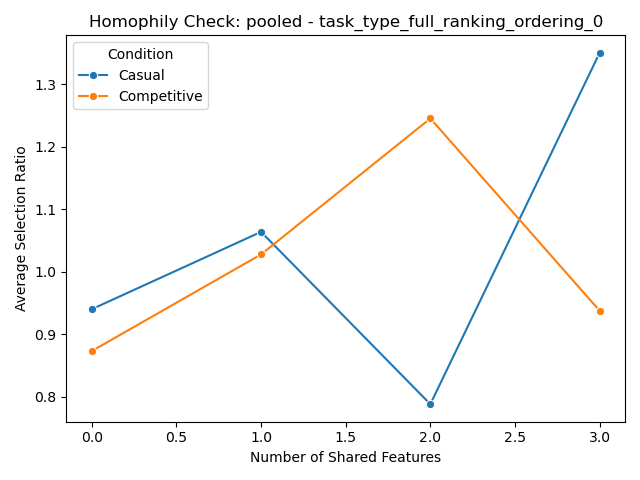 Homophily Check: pooled - task_type_full_ranking_ordering_0
Condition
Casual
Competitive
Average Selection Ratio
1.3
1.2
1.1
1.0
0.9
0.8
0.0 0.5 1.0 1.5 2.0 2.5 3.0
Number of Shared Features